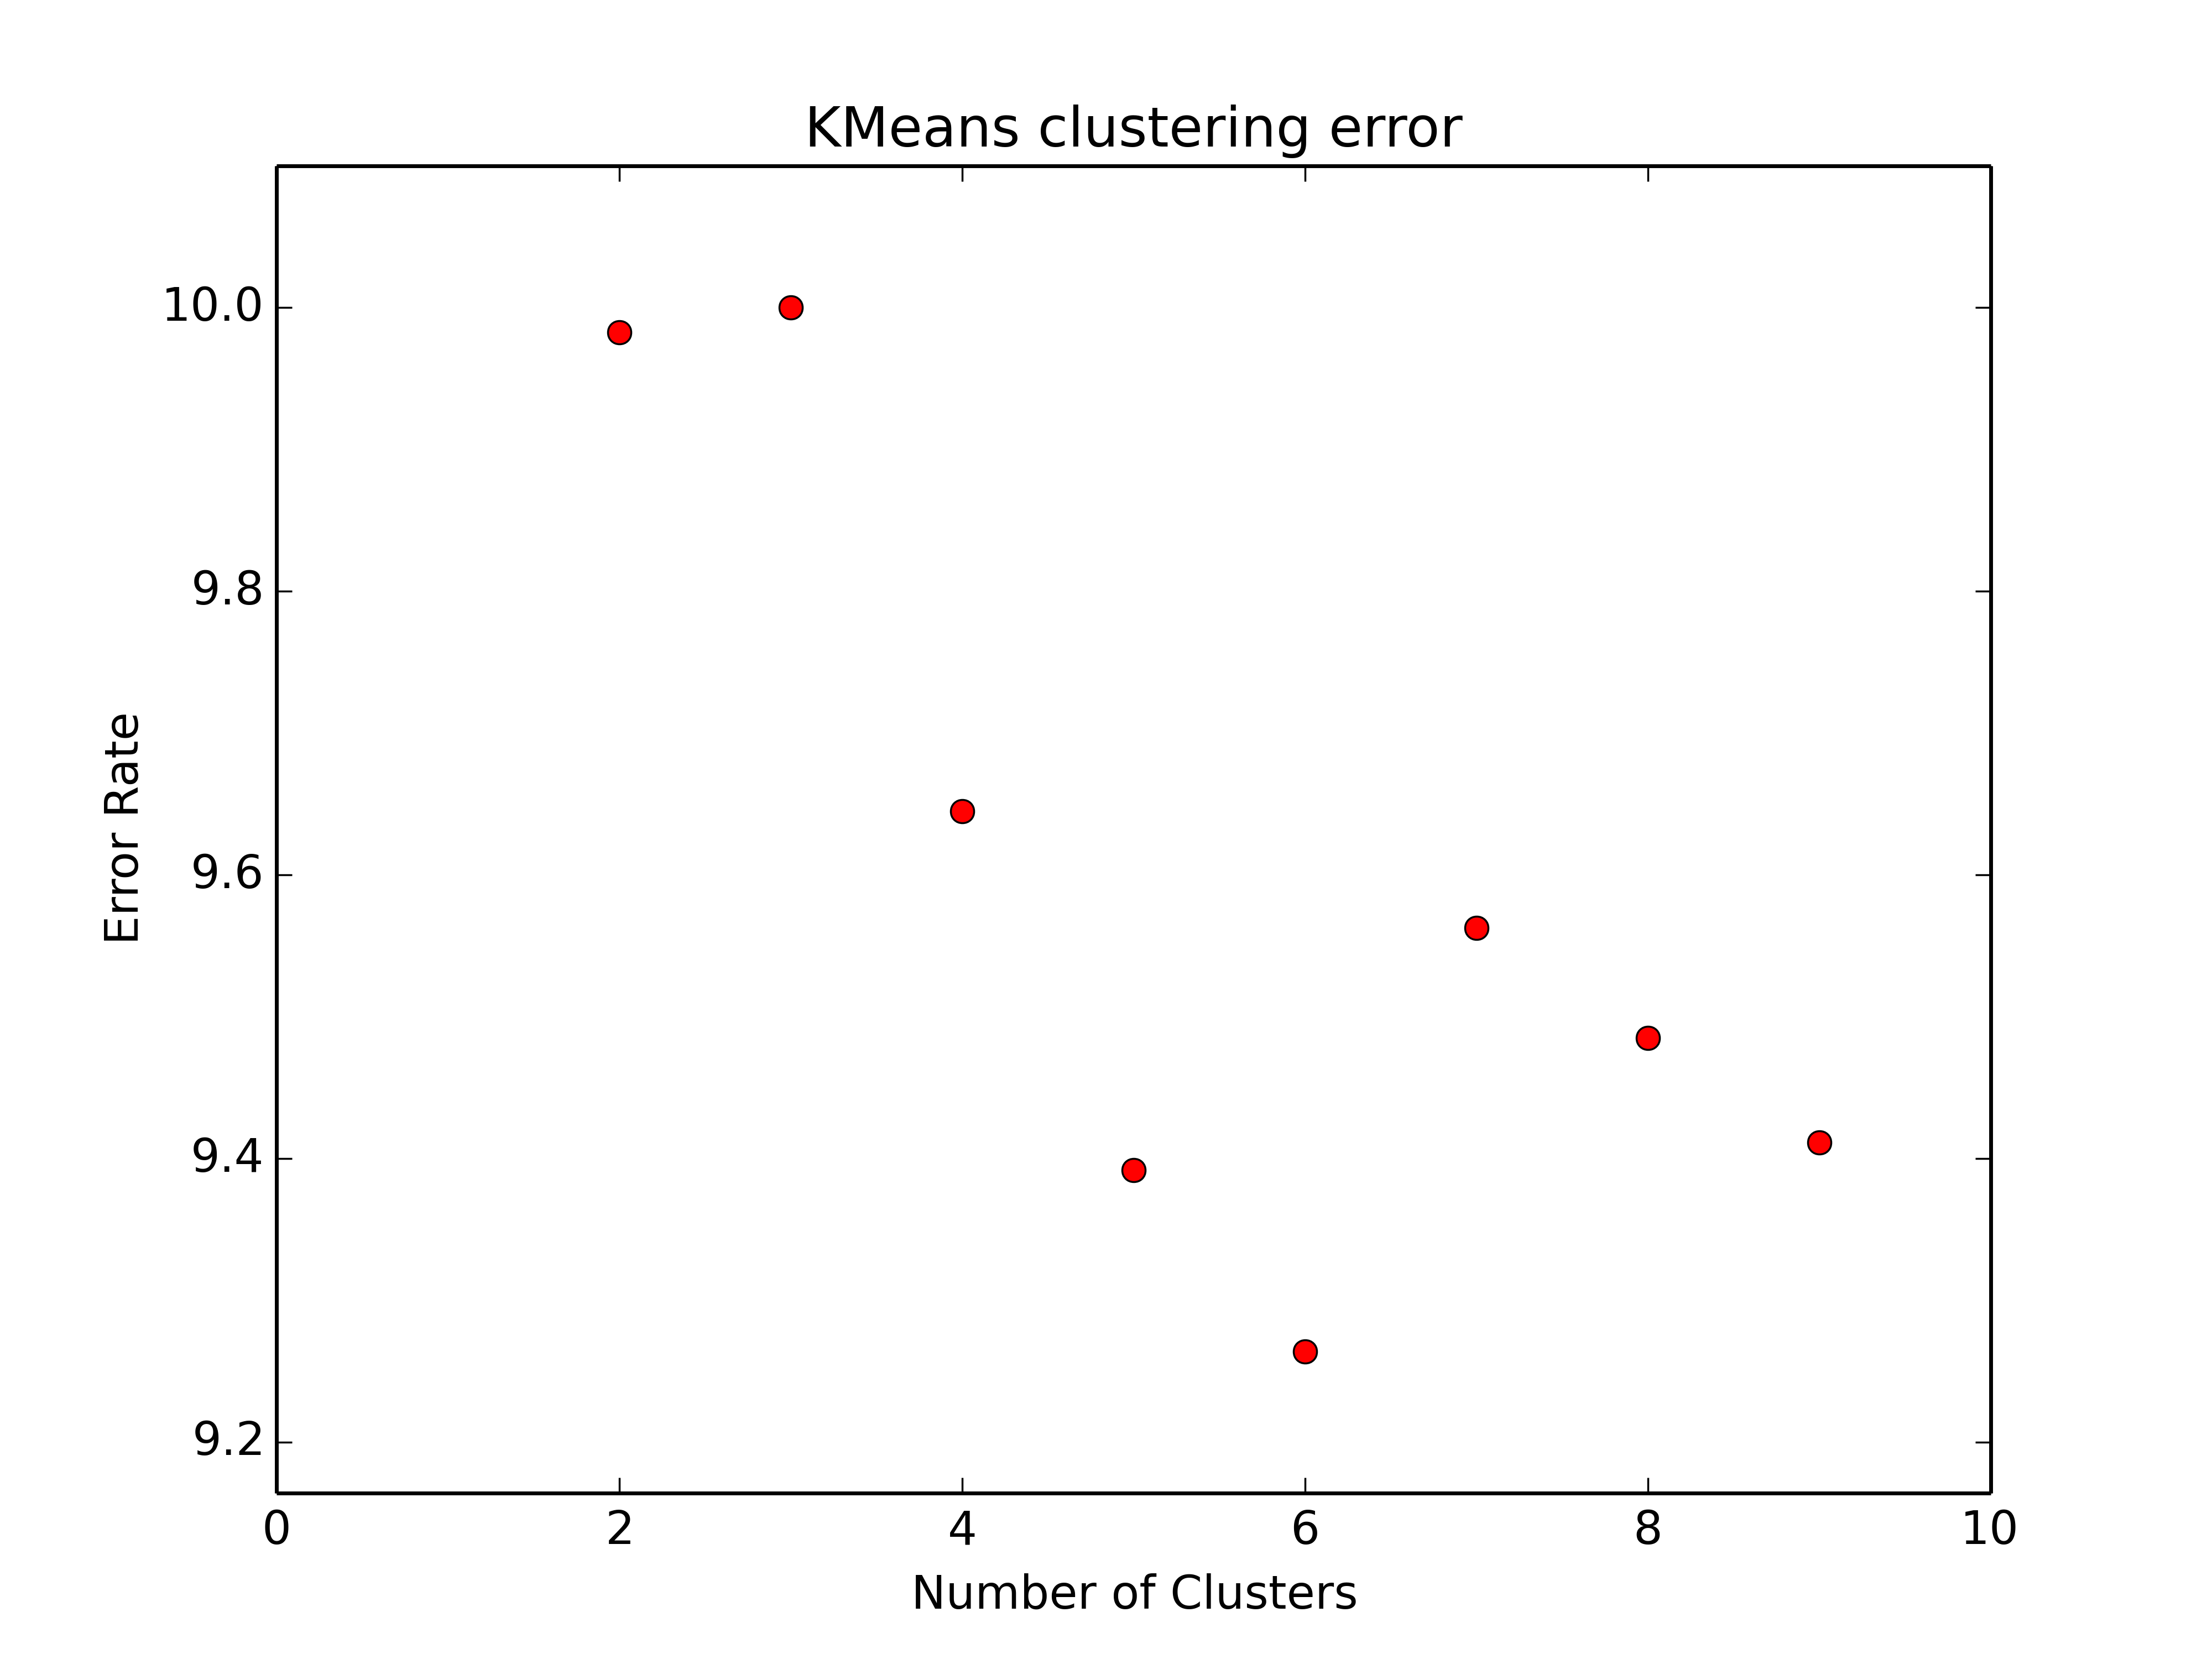 KMeans clustering error
10.0
9.8
9.6
9.4
9.2
Error Rate
0 2 4 6 8 10
Number of Clusters